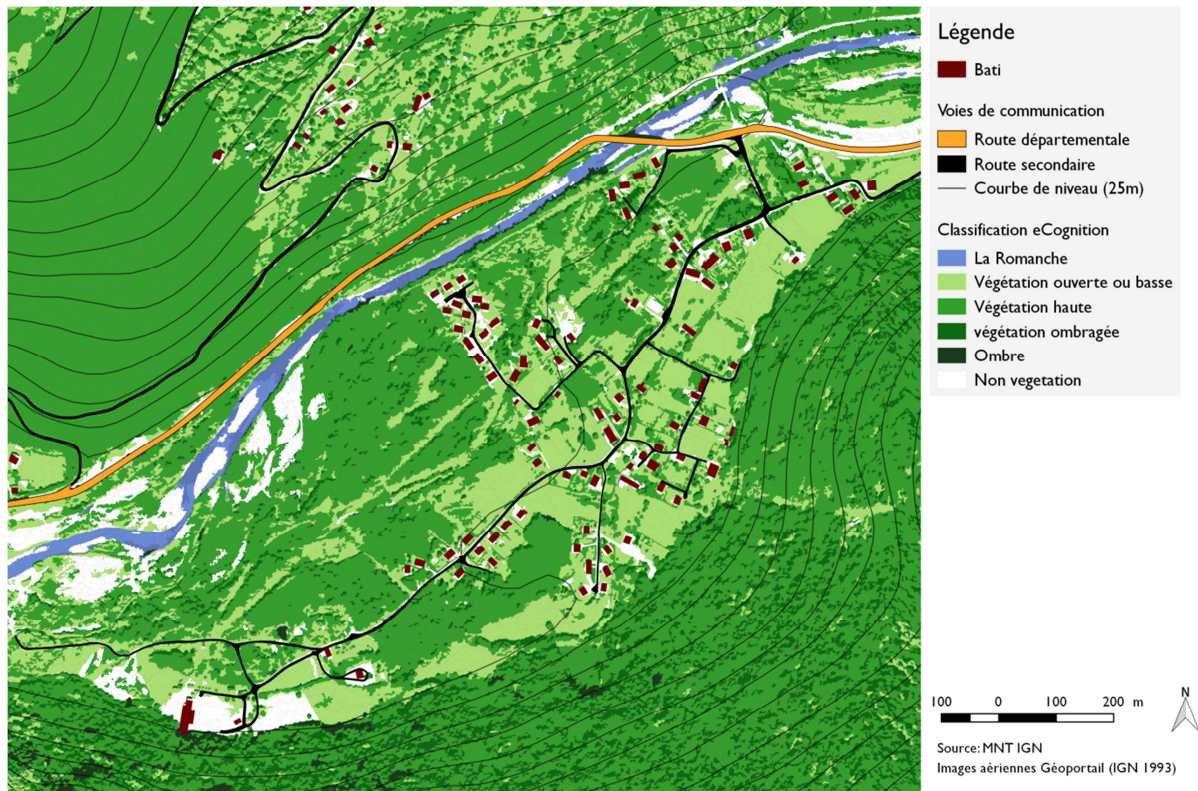 Légende
Bati
Voies de communication
Route départementale
Route secondaire
Courbe de niveau (25m)
Classification eCognition
La Romanche
Végétation ouverte ou basse
Végétation haute
végétation ombragée
Ombre
Non vegetation
N
100 0 100 200 m
Source: MNT IGN
Images aériennes Géoportail (IGN 1993)